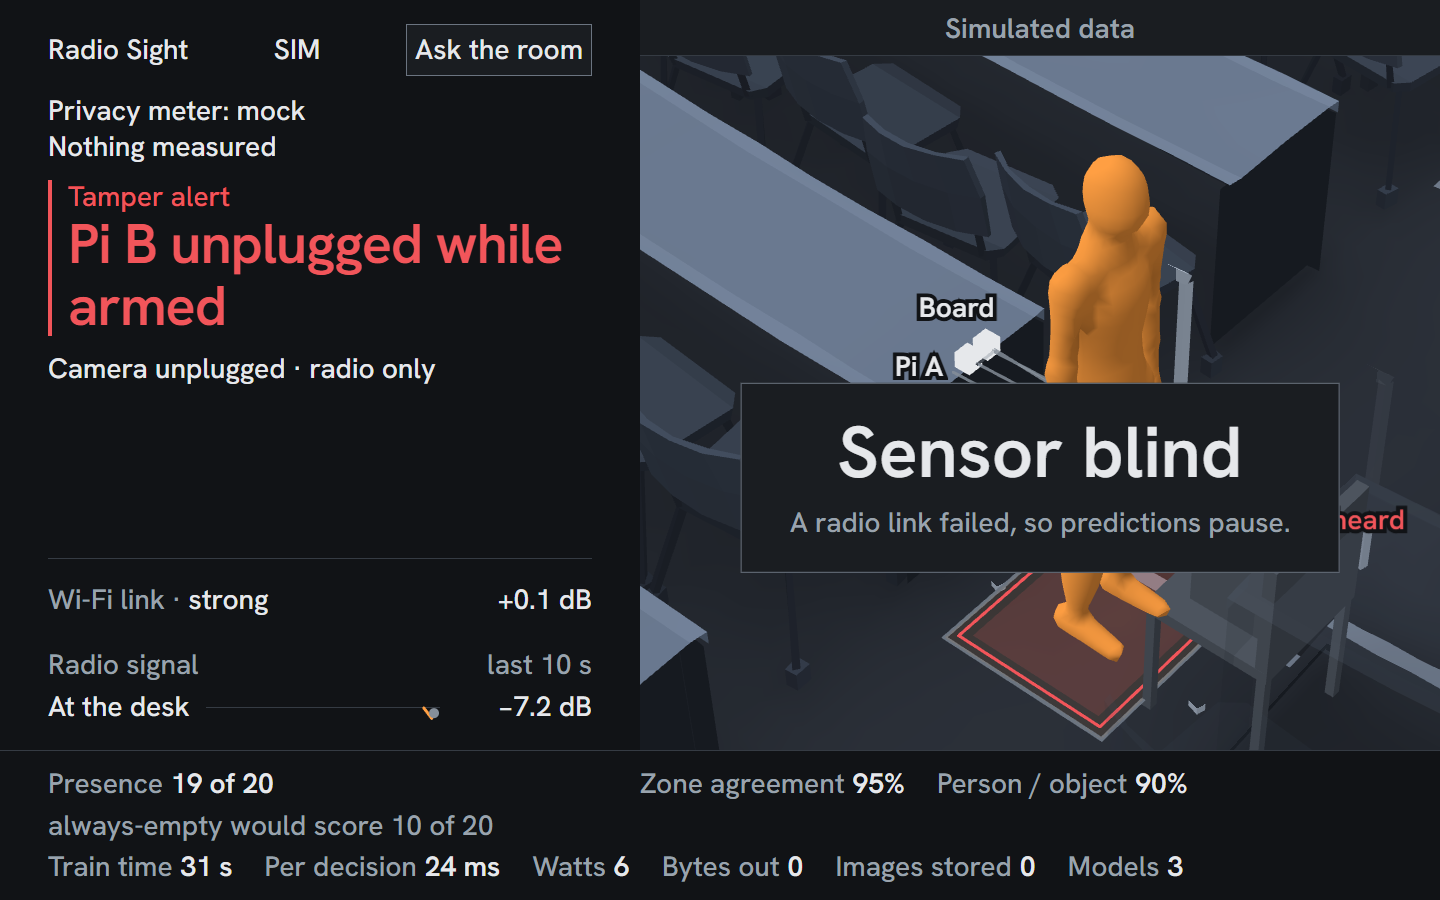 Radio Sight
SIM
Ask the room
Privacy meter: mock
Nothing measured
Tamper alert
Pi B unplugged while
armed
Camera unplugged · radio only
Wi-Fi link · strong
+0.1 dB
Radio signal
last 10 s
At the desk
−7.2 dB
Simulated data
Board
Pi A
Sensor blind
A radio link failed, so predictions pause.
heard
Presence 19 of 20
Zone agreement 95%
Person / object 90%
always-empty would score 10 of 20
Train time 31 s
Per decision 24 ms
Watts 6
Bytes out 0
Images stored 0
Models 3